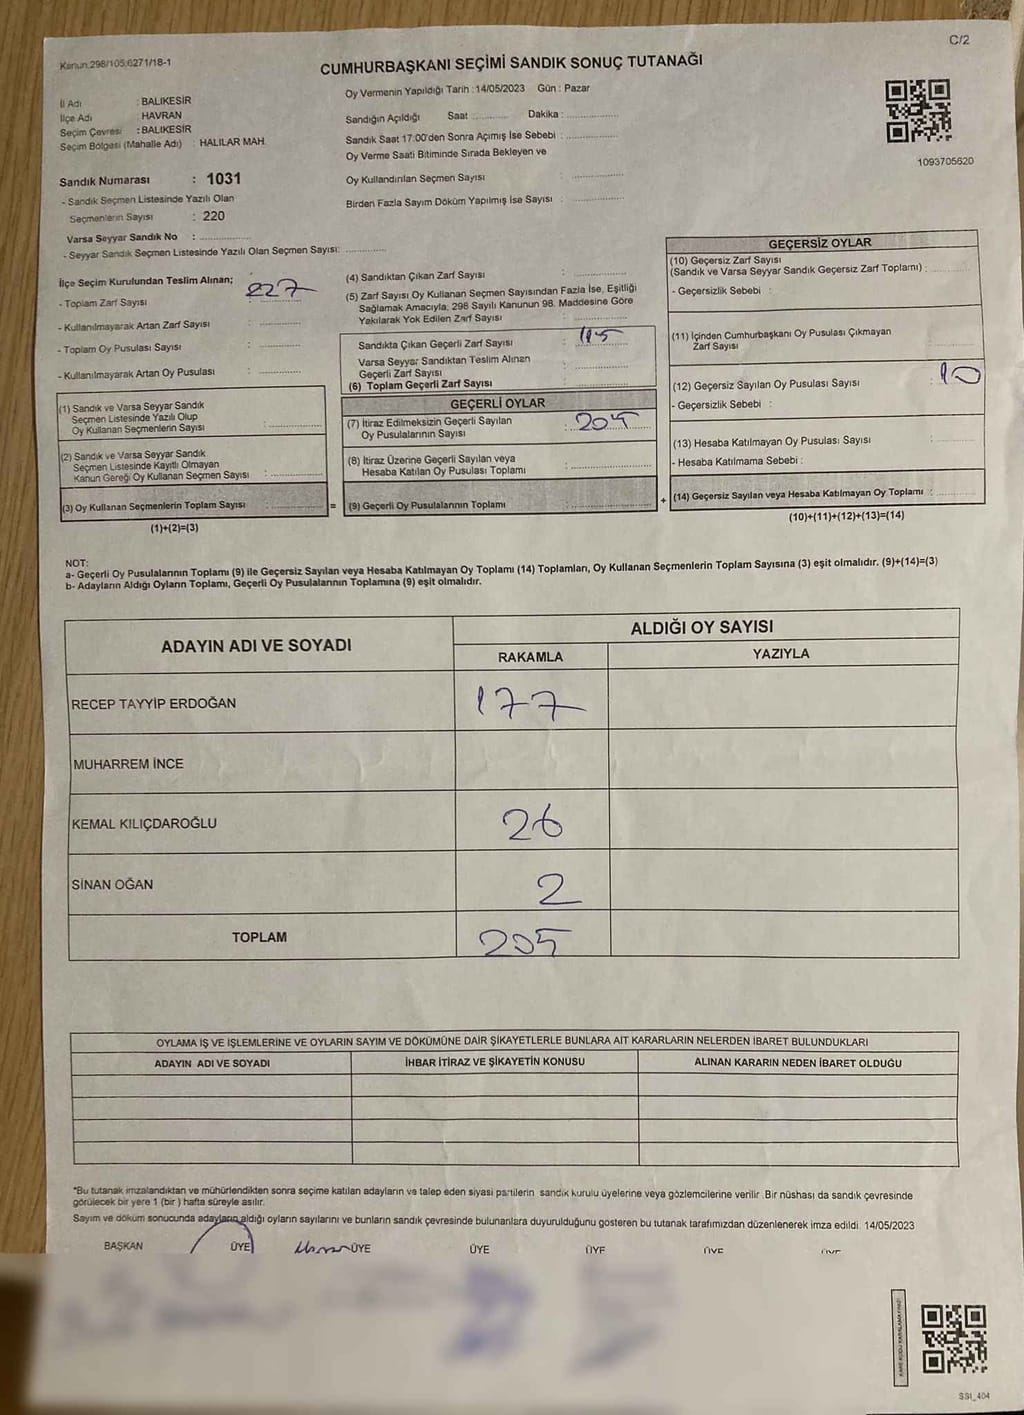 C/2
Kanun:298/105;6271/18-1
CUMHURBAŞKANI SEÇİMİ SANDIK SONUÇ TUTANAĞI
İl Adı : BALIKESİR
İlçe Adı : HAVRAN
Seçim Çevresi : BALIKESİR
Seçim Bölgesi (Mahalle Adı) : HALILAR MAH.
Oy Vermenin Yapıldığı Tarih : 14/05/2023 Gün : Pazar
Sandığın Açıldığı Saat : Dakika :
Sandık Saat 17:00'den Sonra Açımış İse Sebebi :
Oy Verme Saati Bitiminde Sırada Bekleyen ve
Oy Kullandırılan Seçmen Sayısı :
Birden Fazla Sayım Döküm Yapılmış İse Sayısı :
1093705620
Sandık Numarası : 1031
- Sandık Seçmen Listesinde Yazılı Olan
Seçmenlerin Sayısı : 220
Varsa Seyyar Sandık No :
- Seyyar Sandık Seçmen Listesinde Yazılı Olan Seçmen Sayısı:
İlçe Seçim Kurulundan Teslim Alınan;
- Toplam Zarf Sayısı : 227
- Kullanılmayarak Artan Zarf Sayısı :
- Toplam Oy Pusulası Sayısı :
- Kullanılmayarak Artan Oy Pusulası :
(1) Sandık ve Varsa Seyyar Sandık
Seçmen Listesinde Yazılı Olup
Oy Kullanan Seçmenlerin Sayısı :
(2) Sandık ve Varsa Seyyar Sandık
Seçmen Listesinde Kayıtlı Olmayan
Kanun Gereği Oy Kullanan Seçmen Sayısı :
(3) Oy Kullanan Seçmenlerin Toplam Sayısı :
(1)+(2)=(3)
(4) Sandıktan Çıkan Zarf Sayısı :
(5) Zarf Sayısı Oy Kullanan Seçmen Sayısından Fazla İse, Eşitliği
Sağlamak Amacıyla, 298 Sayılı Kanunun 98. Maddesine Göre
Yakılarak Yok Edilen Zarf Sayısı :
Sandıkta Çıkan Geçerli Zarf Sayısı :
Varsa Seyyar Sandıktan Teslim Alınan
Geçerli Zarf Sayısı :
(6) Toplam Geçerli Zarf Sayısı :
GEÇERLİ OYLAR
(7) İtiraz Edilmeksizin Geçerli Sayılan
Oy Pusulalarının Sayısı : 205
(8) İtiraz Üzerine Geçerli Sayılan veya
Hesaba Katılan Oy Pusulası Toplamı :
= (9) Geçerli Oy Pusulalarının Toplamı :
GEÇERSİZ OYLAR
(10) Geçersiz Zarf Sayısı
(Sandık ve Varsa Seyyar Sandık Geçersiz Zarf Toplamı) :
- Geçersizlik Sebebi :
(11) İçinden Cumhurbaşkanı Oy Pusulası Çıkmayan
Zarf Sayısı
(12) Geçersiz Sayılan Oy Pusulası Sayısı : 10
- Geçersizlik Sebebi :
(13) Hesaba Katılmayan Oy Pusulası Sayısı :
- Hesaba Katılmama Sebebi :
+ (14) Geçersiz Sayılan veya Hesaba Katılmayan Oy Toplamı :
(10)+(11)+(12)+(13)=(14)
NOT:
a- Geçerli Oy Pusulalarının Toplamı (9) ile Geçersiz Sayılan veya Hesaba Katılmayan Oy Toplamı (14) Toplamları, Oy Kullanan Seçmenlerin Toplam Sayısına (3) eşit olmalıdır. (9)+(14)=(3)
b- Adayların Aldığı Oyların Toplamı, Geçerli Oy Pusulalarının Toplamına (9) eşit olmalıdır.
ADAYIN ADI VE SOYADI
ALDIĞI OY SAYISI
RAKAMLA YAZIYLA
RECEP TAYYİP ERDOĞAN 177
MUHARREM İNCE
KEMAL KILIÇDAROĞLU 26
SİNAN OĞAN 2
TOPLAM 205
OYLAMA İŞ VE İŞLEMLERİNE VE OYLARIN SAYIM VE DÖKÜMÜNE DAİR ŞİKAYETLERLE BUNLARA AİT KARARLARIN NELERDEN İBARET BULUNDUKLARI
ADAYIN ADI VE SOYADI İHBAR İTİRAZ VE ŞİKAYETİN KONUSU ALINAN KARARIN NEDEN İBARET OLDUĞU
*Bu tutanak imzalandıktan ve mühürlendikten sonra seçime katılan adayların ve talep eden siyasi partilerin sandık kurulu üyelerine veya gözlemcilerine verilir. Bir nüshası da sandık çevresinde
görülecek bir yere 1 (bir ) hafta süreyle asılır.
Sayım ve döküm sonucunda adayların aldığı oyların sayılarını ve bunların sandık çevresinde bulunanlara duyurulduğunu gösteren bu tutanak tarafımızdan düzenlenerek imza edildi. 14/05/2023
BAŞKAN ÜYE ÜYE ÜYE ÜYE ÜYE ÜYE
KARE KODU KARALAMAYINIZ!
SSI_404